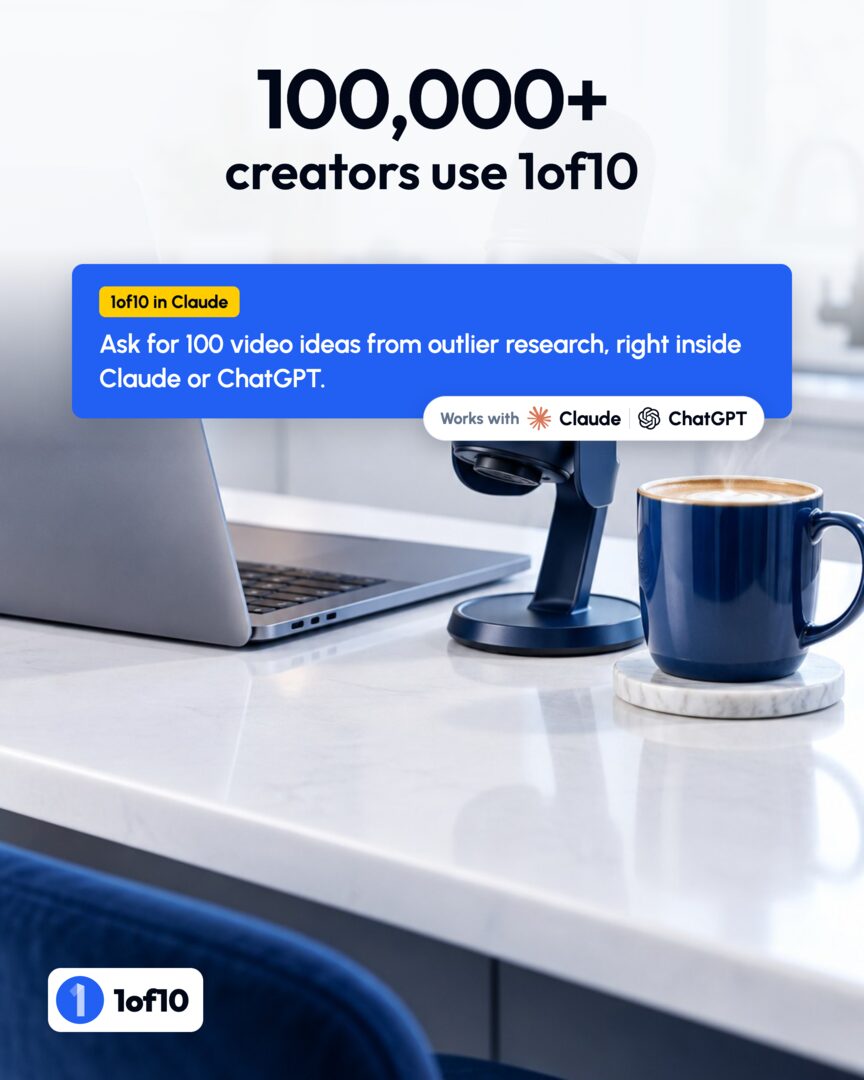 100,000+
creators use 1of10
1of10 in Claude
Ask for 100 video ideas from outlier research, right inside
Claude or ChatGPT.
Works with Claude ChatGPT
1of10